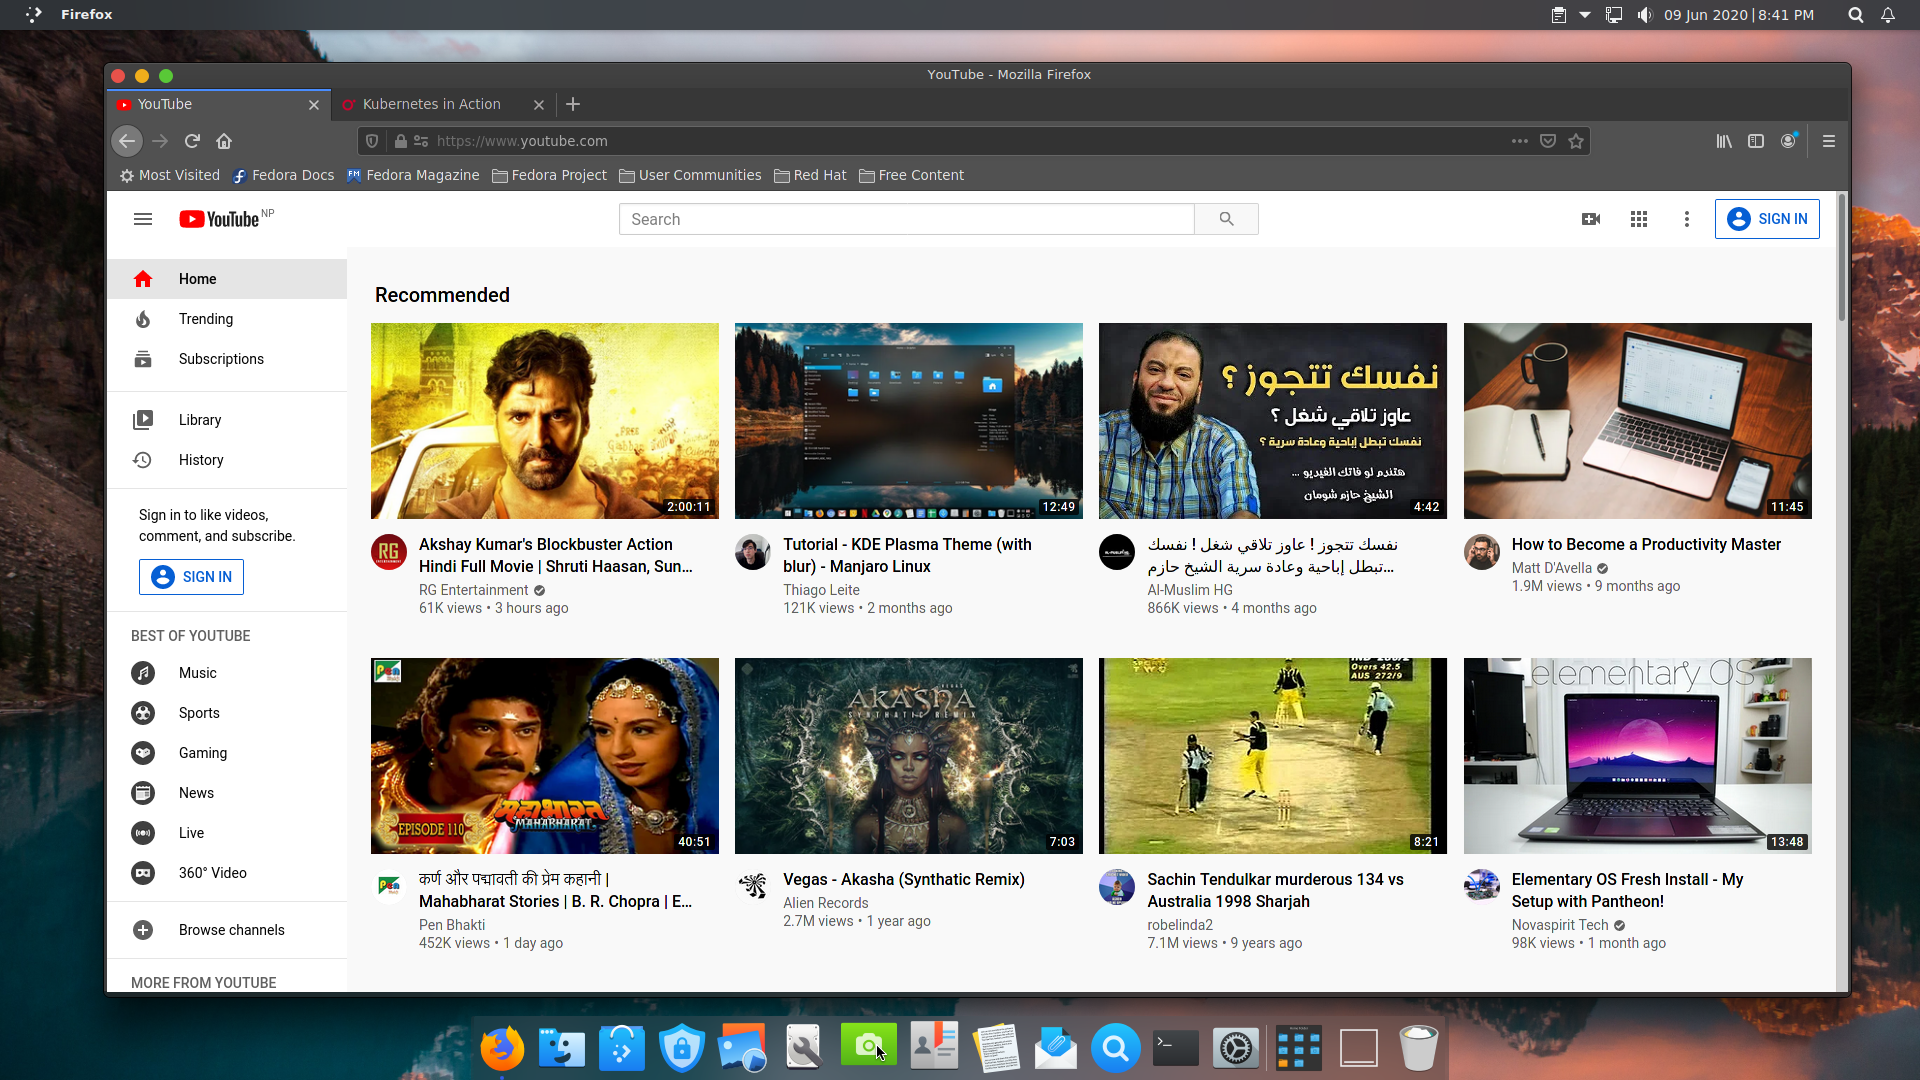 Firefox
09 Jun 2020 | 8:41 PM
YouTube - Mozilla Firefox
YouTube
Kubernetes in Action
https://www.youtube.com
Most Visited
Fedora Docs
Fedora Magazine
Fedora Project
User Communities
Red Hat
Free Content
YouTube NP
Search
SIGN IN
Home
Trending
Subscriptions
Library
History
Sign in to like videos,
comment, and subscribe.
SIGN IN
BEST OF YOUTUBE
Music
Sports
Gaming
News
Live
360° Video
Browse channels
MORE FROM YOUTUBE
Recommended
2:00:11
RG
Akshay Kumar's Blockbuster Action
Hindi Full Movie | Shruti Haasan, Sun...
RG Entertainment
61K views • 3 hours ago
12:49
Tutorial - KDE Plasma Theme (with
blur) - Manjaro Linux
Thiago Leite
121K views • 2 months ago
نفسك تتجوز ؟
عاوز تلاقي شغل ؟
نفسك تبطل إباحية وعادة سرية ؟
هتندم لو فاتك الفيديو ...
الشيخ حازم شومان
4:42
نفسك تتجوز ! عاوز تلاقي شغل ! نفسك
تبطل إباحية وعادة سرية الشيخ حازم...
Al-Muslim HG
866K views • 4 months ago
11:45
How to Become a Productivity Master
Matt D'Avella
1.9M views • 9 months ago
Pen
EPISODE 110
महाभारत
MAHABHARAT
40:51
Pen
कर्ण और पद्मावती की प्रेम कहानी |
Mahabharat Stories | B. R. Chopra | E...
Pen Bhakti
452K views • 1 day ago
VEGAS
AKASHA
SYNTHATIC REMIX
7:03
Vegas - Akasha (Synthatic Remix)
Alien Records
2.7M views • 1 year ago
Overs 42.5
AUS 272/9
8:21
Sachin Tendulkar murderous 134 vs
Australia 1998 Sharjah
robelinda2
7.1M views • 9 years ago
elementary OS
13:48
Elementary OS Fresh Install - My
Setup with Pantheon!
Novaspirit Tech
98K views • 1 month ago